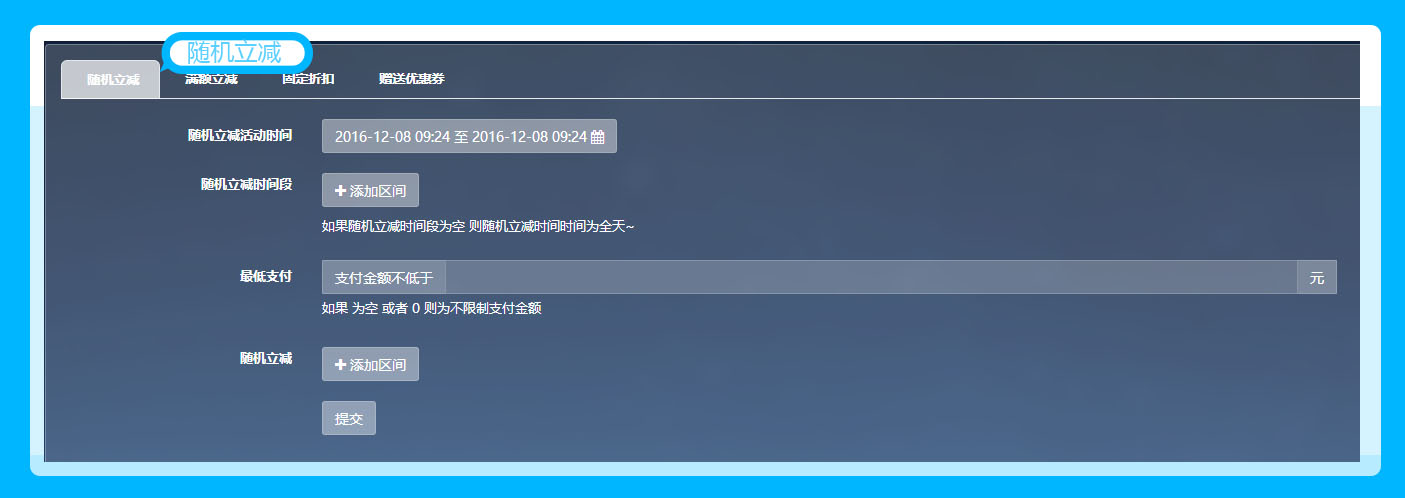 随机立减
随机立减 满额立减 固定折扣 赠送优惠券
随机立减活动时间 2016-12-08 09:24 至 2016-12-08 09:24
随机立减时间段 添加区间
如果随机立减时间段为空 则随机立减时间时间为全天~
最低支付 支付金额不低于 元
如果 为空 或者 0 则为不限制支付金额
随机立减 添加区间
提交